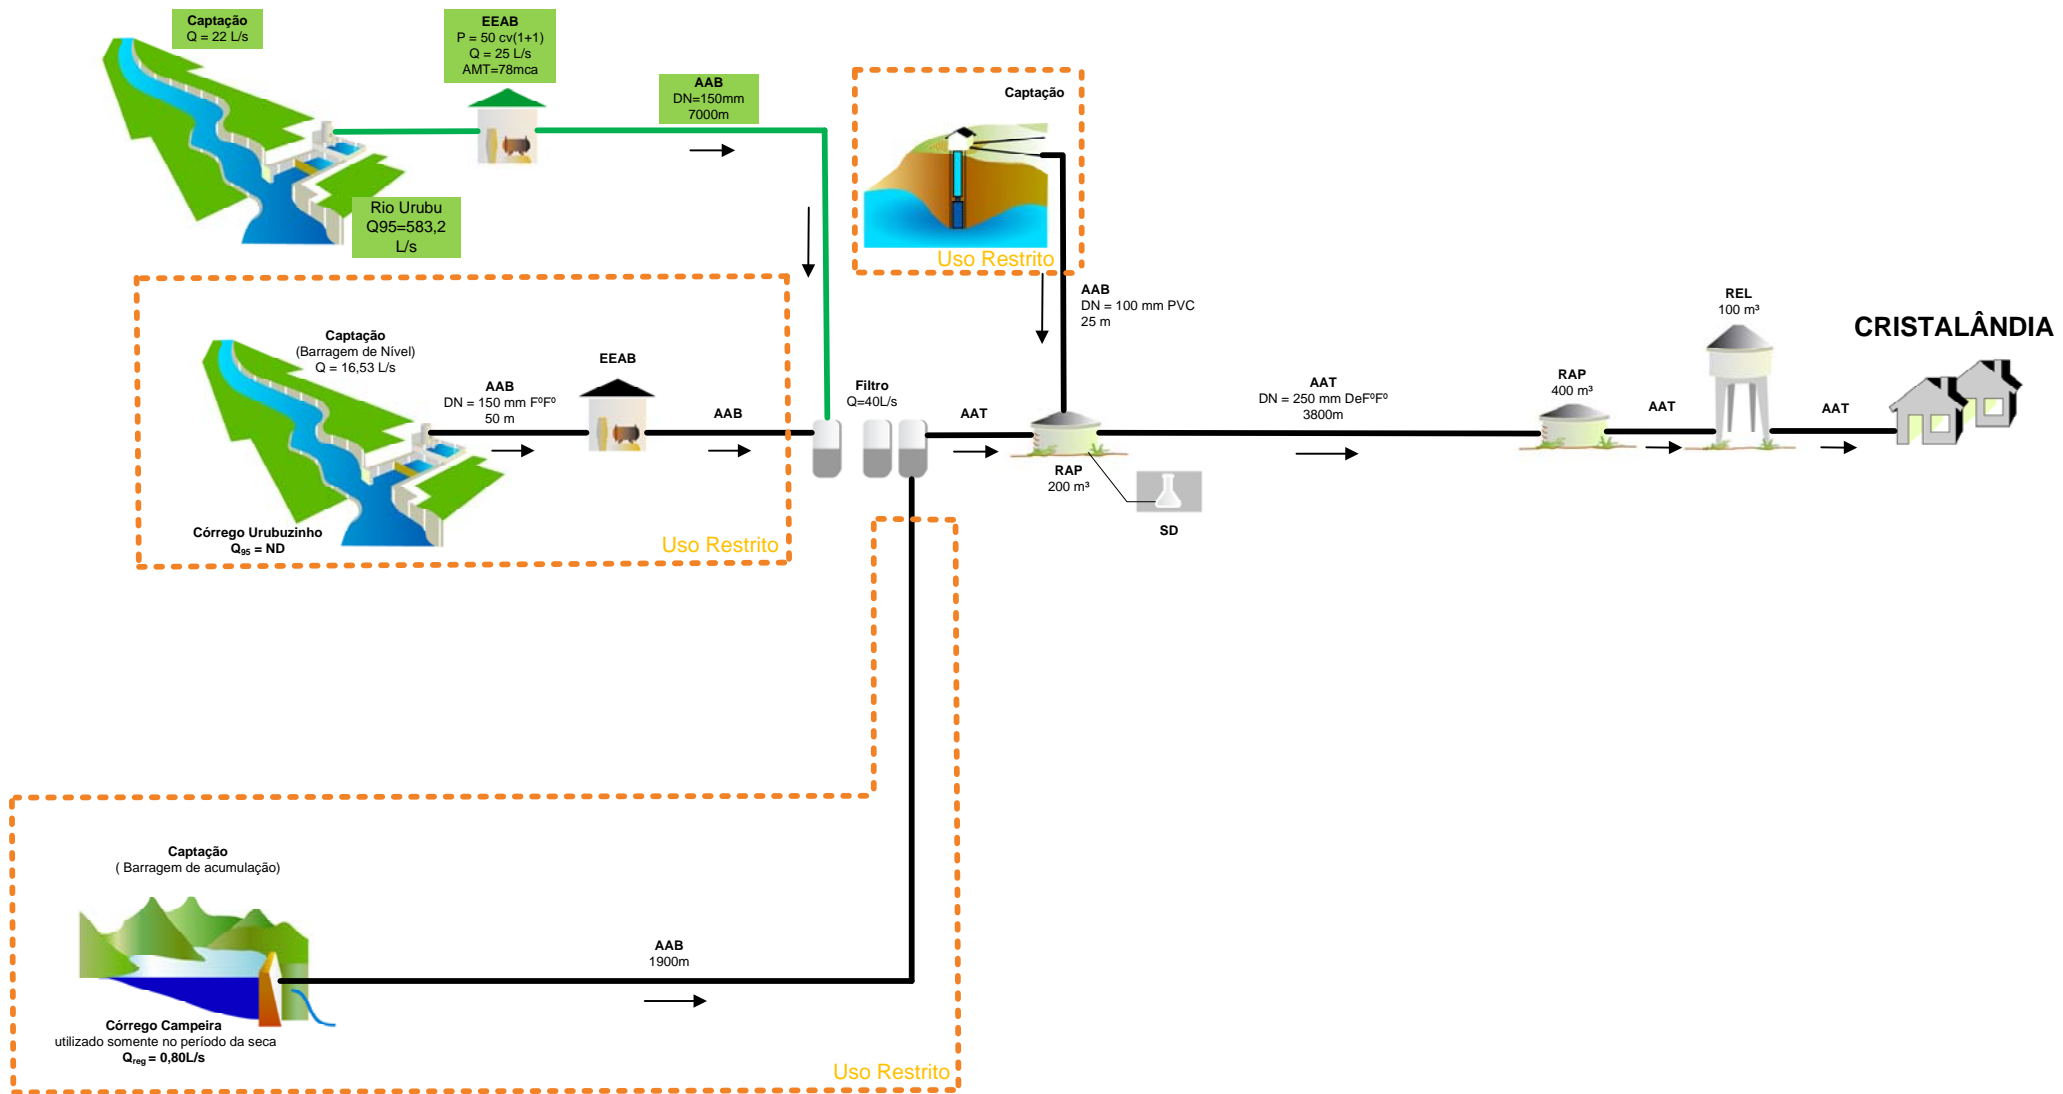 Captação
Q = 22 L/s
EEAB
P = 50 cv(1+1)
Q = 25 L/s
AMT=78mca
AAB
DN=150mm
7000m
Rio Urubu
Q95=583,2
L/s
Captação
Uso Restrito
AAB
DN = 100 mm PVC
25 m
Captação
(Barragem de Nível)
Q = 16,53 L/s
AAB
DN = 150 mm FºFº
50 m
EEAB
AAB
Córrego Urubuzinho
Q₉₅ = ND
Uso Restrito
Filtro
Q=40L/s
AAT
RAP
200 m³
SD
AAT
DN = 250 mm DeFºFº
3800m
RAP
400 m³
AAT
REL
100 m³
AAT
CRISTALÂNDIA
Captação
( Barragem de acumulação)
AAB
1900m
Córrego Campeira
utilizado somente no período da seca
Qreg = 0,80L/s
Uso Restrito